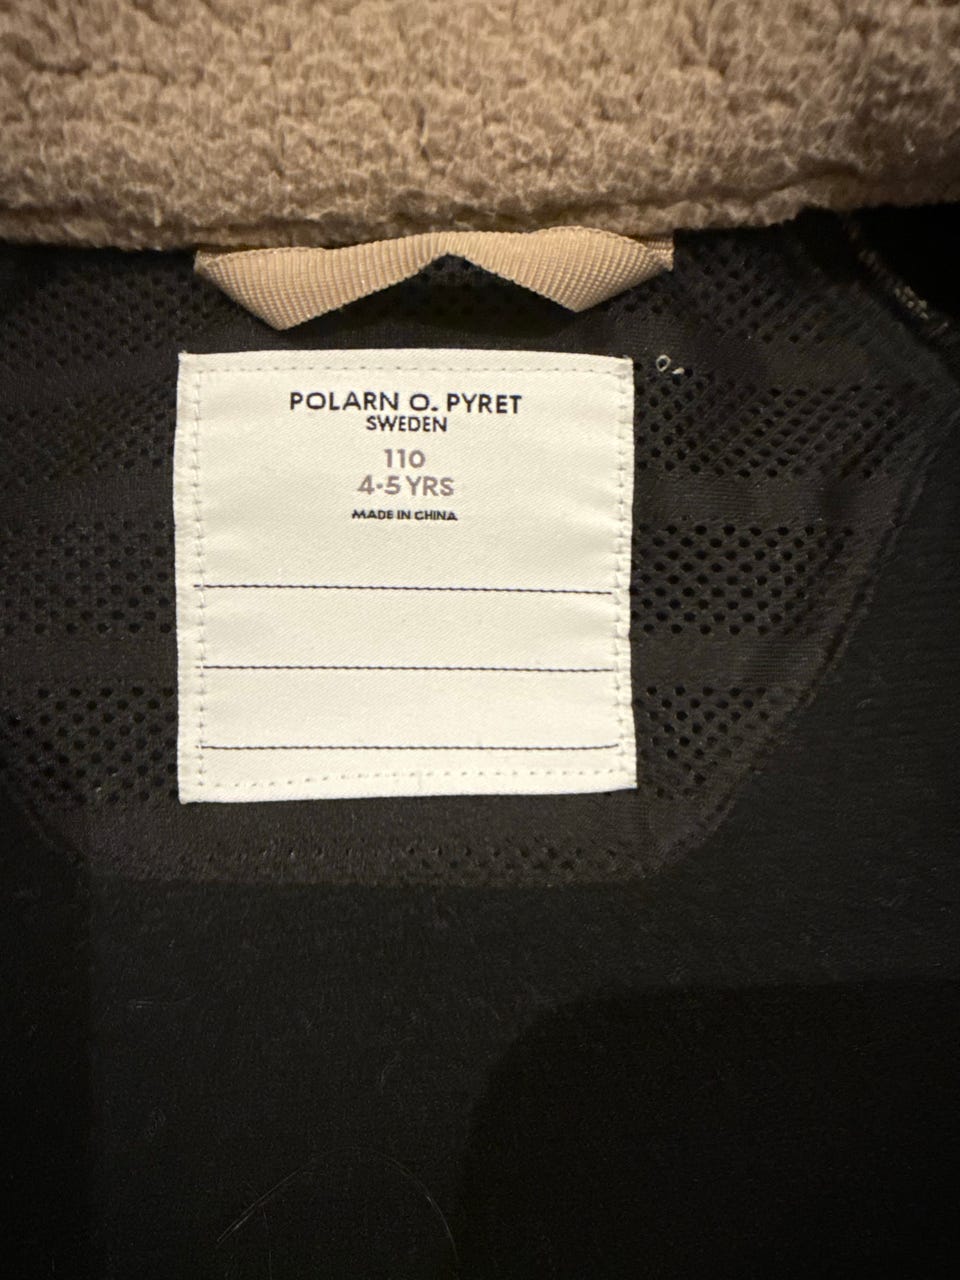 POLARN O. PYRET
SWEDEN
110
4-5 YRS
MADE IN CHINA